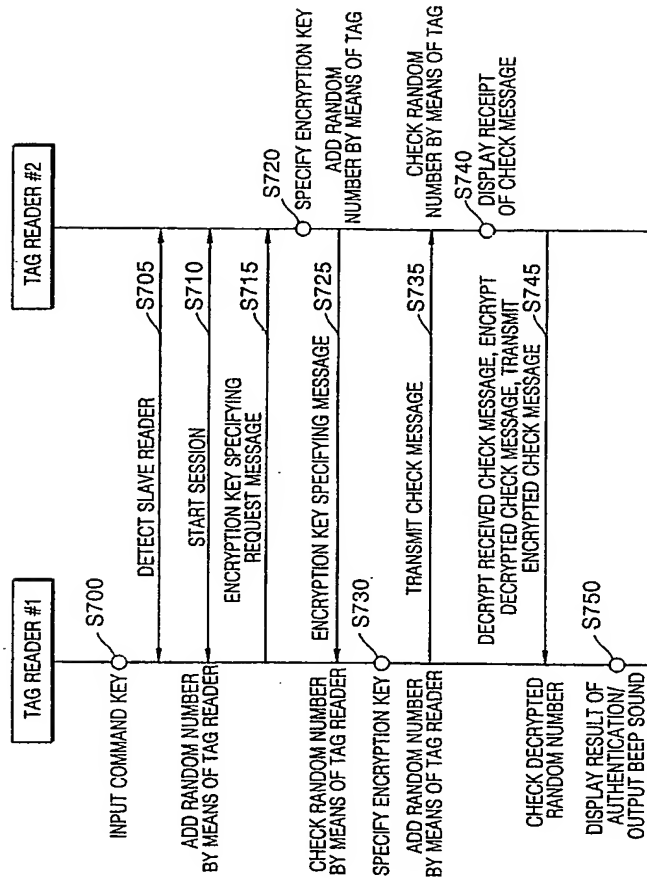 TAG READER #1
TAG READER #2
INPUT COMMAND KEY
S700
DETECT SLAVE READER
S705
START SESSION
S710
ADD RANDOM NUMBER
BY MEANS OF TAG READER
ENCRYPTION KEY SPECIFYING
REQUEST MESSAGE
S715
S720
SPECIFY ENCRYPTION KEY
ADD RANDOM
NUMBER BY MEANS OF TAG
ENCRYPTION KEY SPECIFYING MESSAGE
S725
CHECK RANDOM NUMBER
BY MEANS OF TAG READER
S730
SPECIFY ENCRYPTION KEY
ADD RANDOM NUMBER
BY MEANS OF TAG READER
TRANSMIT CHECK MESSAGE
S735
CHECK RANDOM
NUMBER BY MEANS OF TAG
S740
DISPLAY RECEIPT
OF CHECK MESSAGE
DECRYPT RECEIVED CHECK MESSAGE, ENCRYPT
DECRYPTED CHECK MESSAGE, TRANSMIT
ENCRYPTED CHECK MESSAGE
S745
CHECK DECRYPTED
RANDOM NUMBER
S750
DISPLAY RESULT OF
AUTHENTICATION/
OUTPUT BEEP SOUND